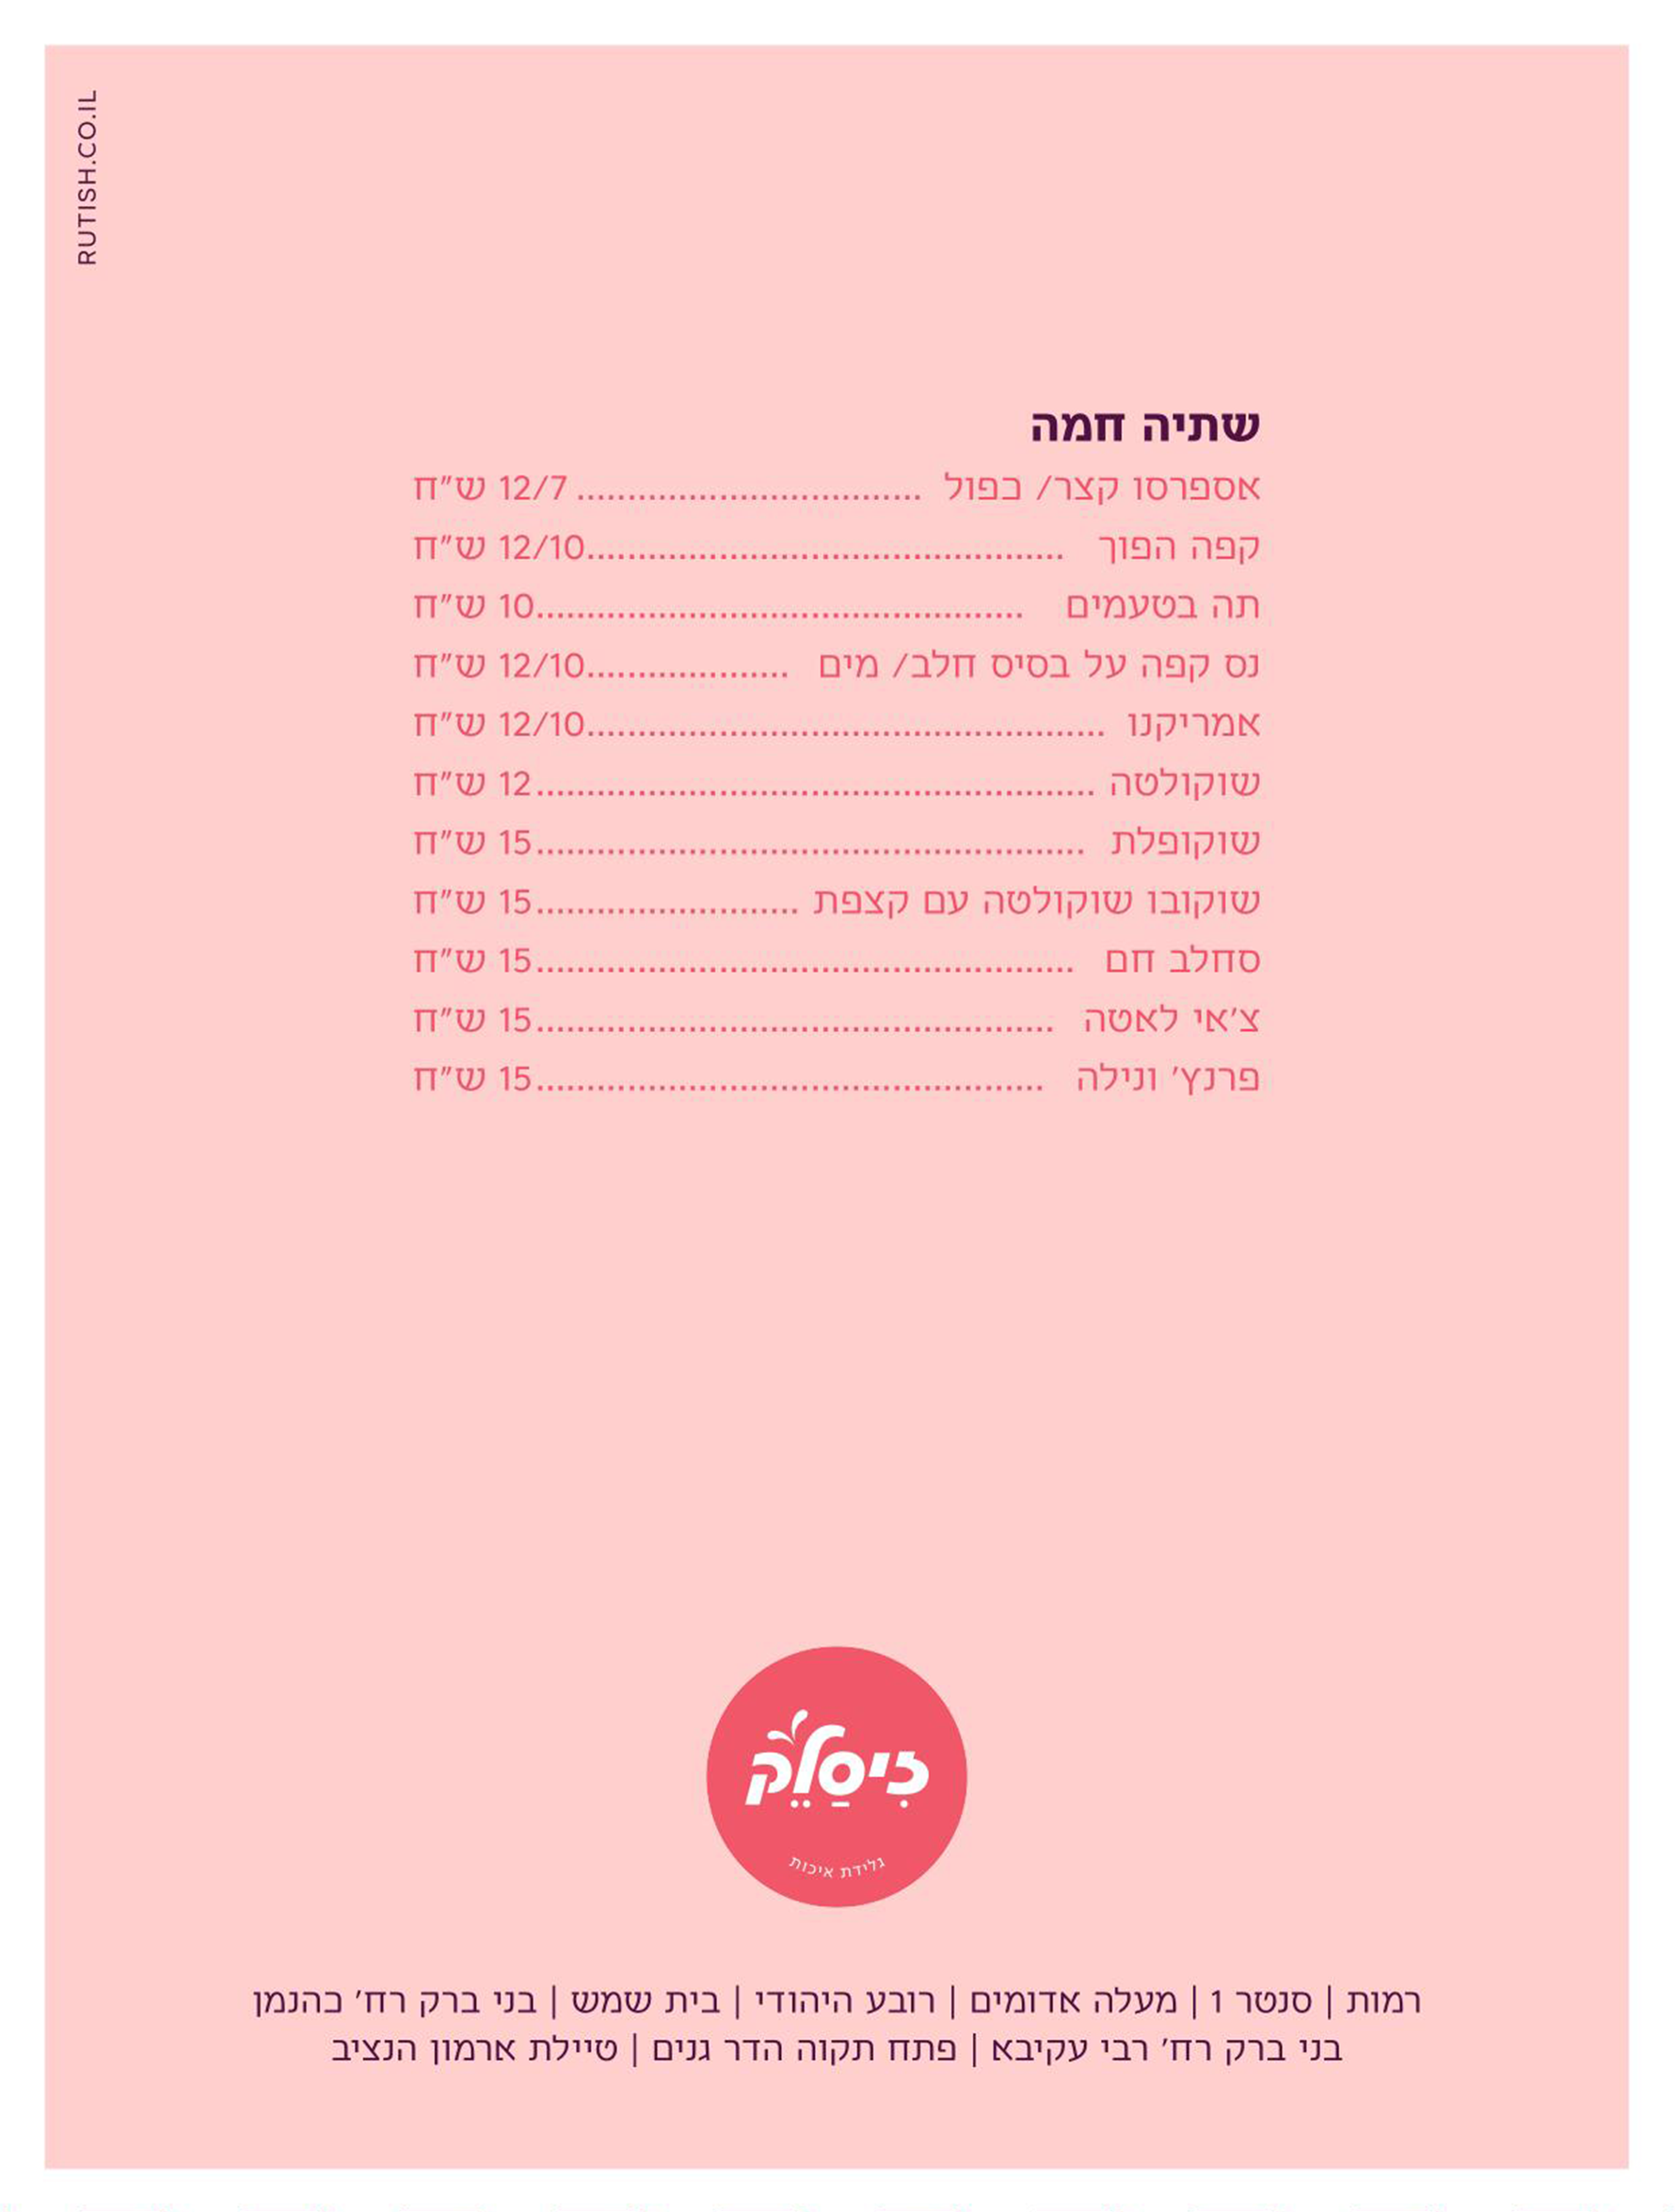 RUTISH.CO.IL
שתיה חמה
אספרסו קצר/ כפול ................................. 12/7 ש"ח
קפה הפוך ............................................... 12/10 ש"ח
תה בטעמים ................................................ 10 ש"ח
נס קפה על בסיס חלב/ מים .................... 12/10 ש"ח
אמריקנו ................................................... 12/10 ש"ח
שוקולטה ....................................................... 12 ש"ח
שוקופלת ...................................................... 15 ש"ח
שוקובו שוקולטה עם קצפת .......................... 15 ש"ח
סחלב חם ..................................................... 15 ש"ח
צ'אי לאטה ................................................... 15 ש"ח
פרנץ' ונילה .................................................. 15 ש"ח
זִיסַלֵק
גלידת איכות
רמות | סנטר 1 | מעלה אדומים | רובע היהודי | בית שמש | בני ברק רח' כהנמן
בני ברק רח' רבי עקיבא | פתח תקוה הדר גנים | טיילת ארמון הנציב